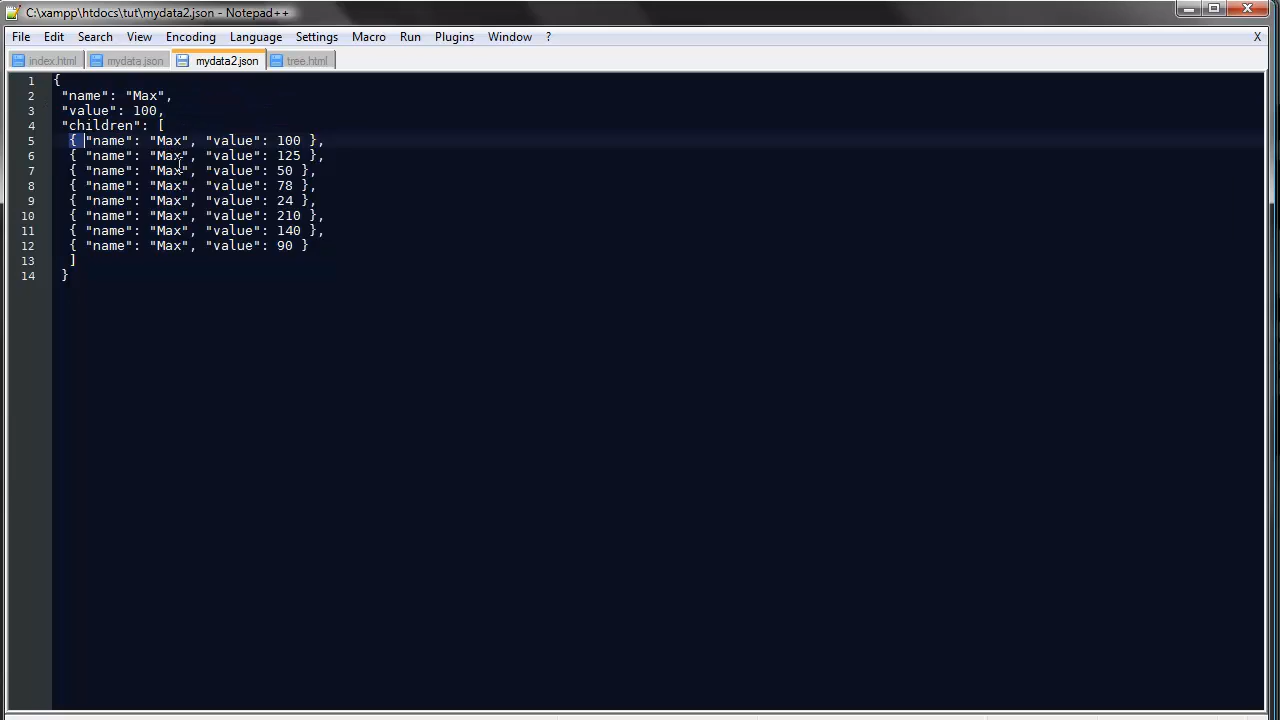 C:\xampp\htdocs\tut\mydata2.json - Notepad++
File Edit Search View Encoding Language Settings Macro Run Plugins Window ? X
index.html mydata.json mydata2.json tree.html
1 {
2 "name": "Max",
3 "value": 100,
4 "children": [
5 { "name": "Max", "value": 100 },
6 { "name": "Max", "value": 125 },
7 { "name": "Max", "value": 50 },
8 { "name": "Max", "value": 78 },
9 { "name": "Max", "value": 24 },
10 { "name": "Max", "value": 210 },
11 { "name": "Max", "value": 140 },
12 { "name": "Max", "value": 90 }
13 ]
14 }